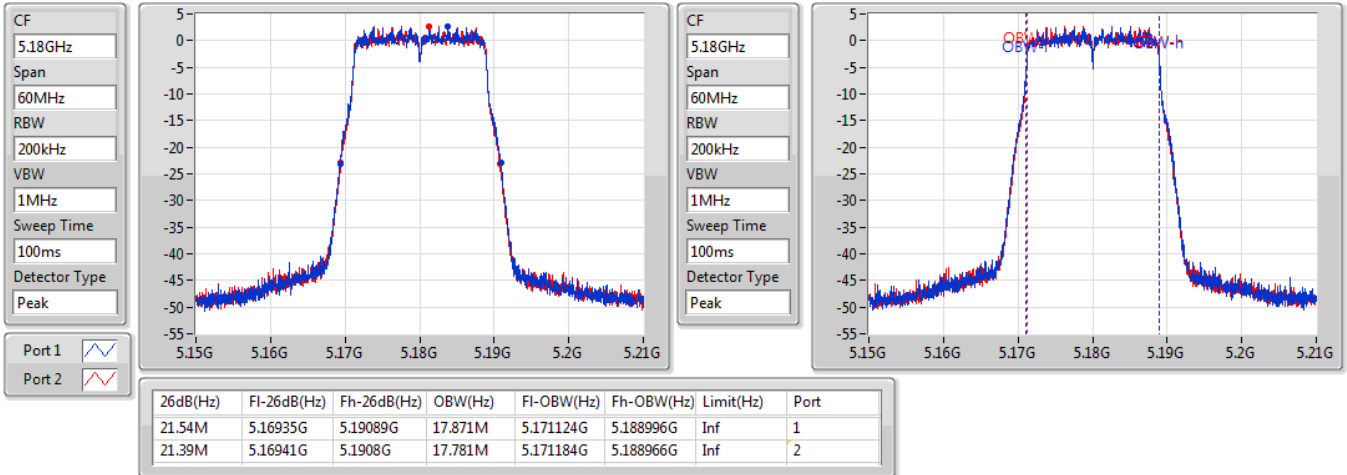 CF
5.18GHz
Span
60MHz
RBW
200kHz
VBW
1MHz
Sweep Time
100ms
Detector Type
Peak
Port 1
Port 2
5
0
-5
-10
-15
-20
-25
-30
-35
-40
-45
-50
-55
5.15G 5.16G 5.17G 5.18G 5.19G 5.2G 5.21G
CF
5.18GHz
Span
60MHz
RBW
200kHz
VBW
1MHz
Sweep Time
100ms
Detector Type
Peak
5
0
-5
-10
-15
-20
-25
-30
-35
-40
-45
-50
-55
OBW-h
5.15G 5.16G 5.17G 5.18G 5.19G 5.2G 5.21G
26dB(Hz) Fl-26dB(Hz) Fh-26dB(Hz) OBW(Hz) Fl-OBW(Hz) Fh-OBW(Hz) Limit(Hz) Port
21.54M 5.16935G 5.19089G 17.871M 5.171124G 5.188996G Inf 1
21.39M 5.16941G 5.1908G 17.781M 5.171184G 5.188966G Inf 2